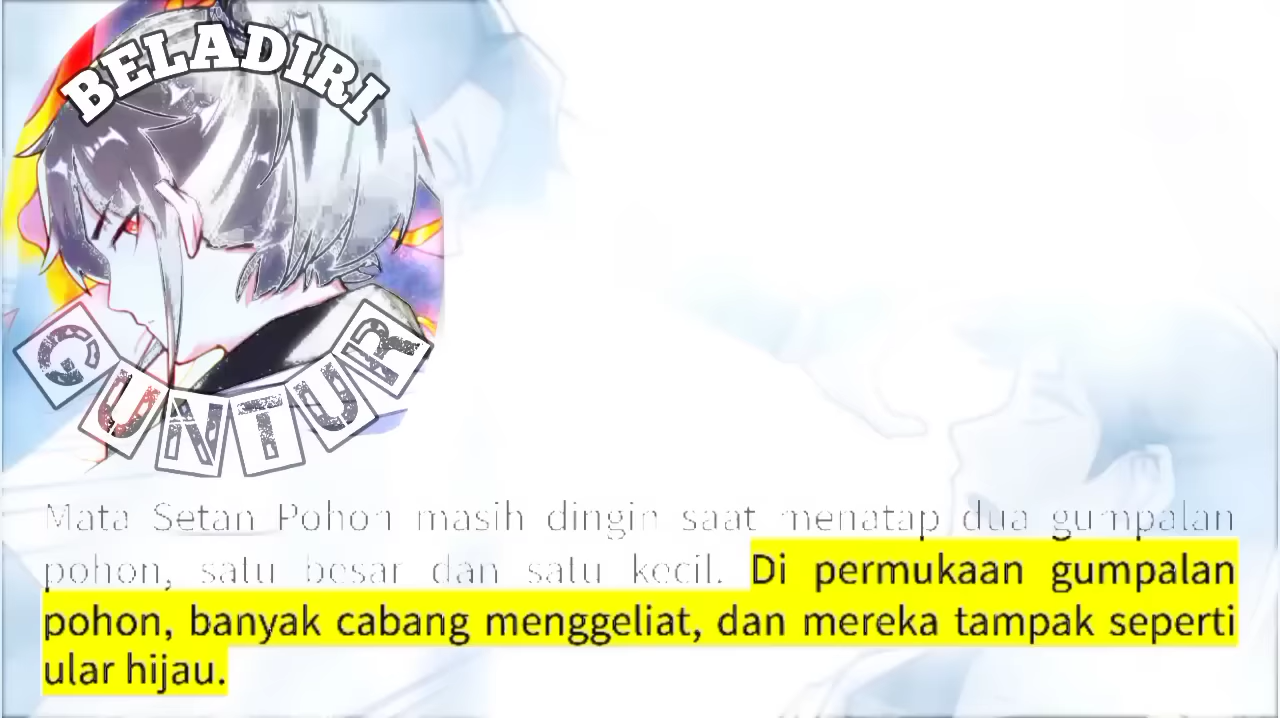 BELADIRI
GUNTUR
Mata Setan Pohon masih dingin saat menatap dua gumpalan
pohon, satu besar dan satu kecil. Di permukaan gumpalan
pohon, banyak cabang menggeliat, dan mereka tampak seperti
ular hijau.